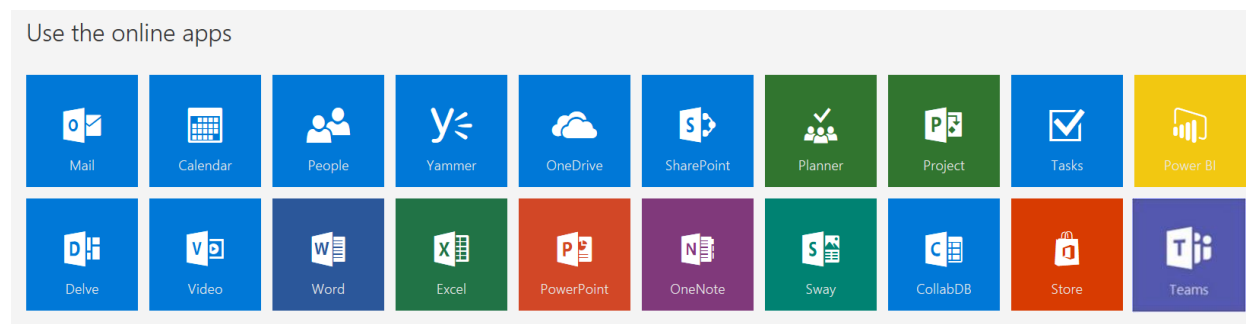 Use the online apps
Mail Calendar People Yammer OneDrive SharePoint Planner Project Tasks Power BI
Delve Video Word Excel PowerPoint OneNote Sway CollabDB Store Teams